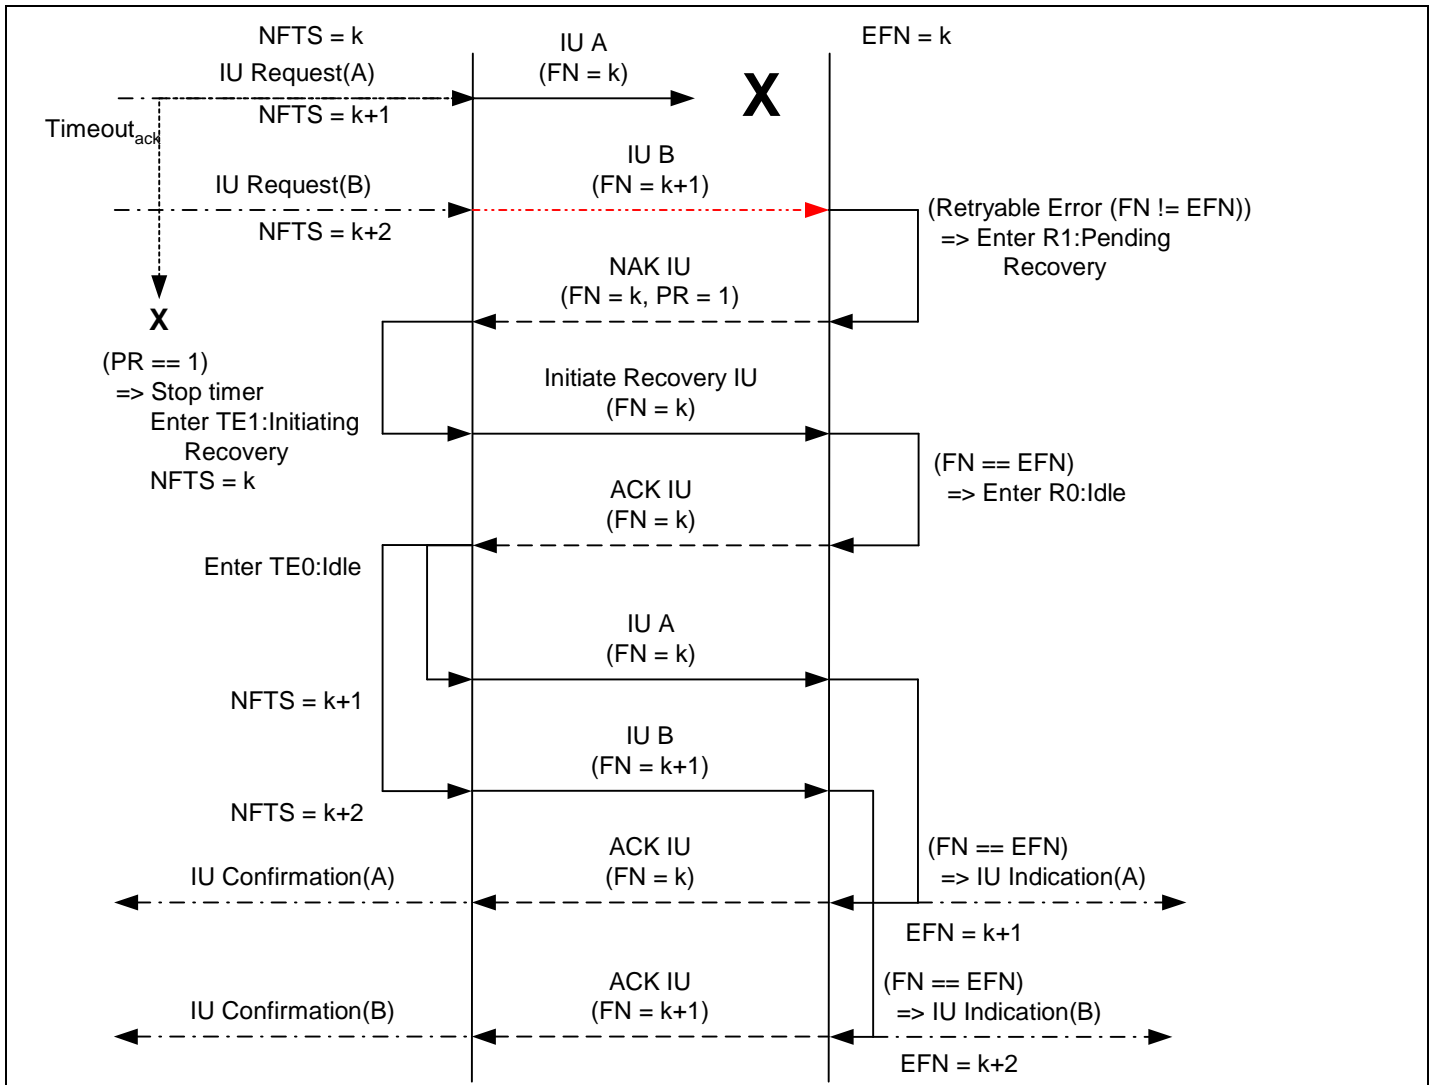 NFTS = k
IU A
EFN = k
IU Request(A)
(FN = k)
X
NFTS = k+1
Timeoutack
IU B
IU Request(B)
(FN = k+1)
(Retryable Error (FN != EFN))
NFTS = k+2
=> Enter R1:Pending
Recovery
NAK IU
(FN = k, PR = 1)
X
(PR == 1)
=> Stop timer
Enter TE1:Initiating
Recovery
NFTS = k
Initiate Recovery IU
(FN = k)
(FN == EFN)
=> Enter R0:Idle
ACK IU
(FN = k)
Enter TE0:Idle
IU A
(FN = k)
NFTS = k+1
IU B
(FN = k+1)
NFTS = k+2
ACK IU
(FN = k)
(FN == EFN)
=> IU Indication(A)
IU Confirmation(A)
EFN = k+1
ACK IU
(FN = k+1)
(FN == EFN)
=> IU Indication(B)
IU Confirmation(B)
EFN = k+2